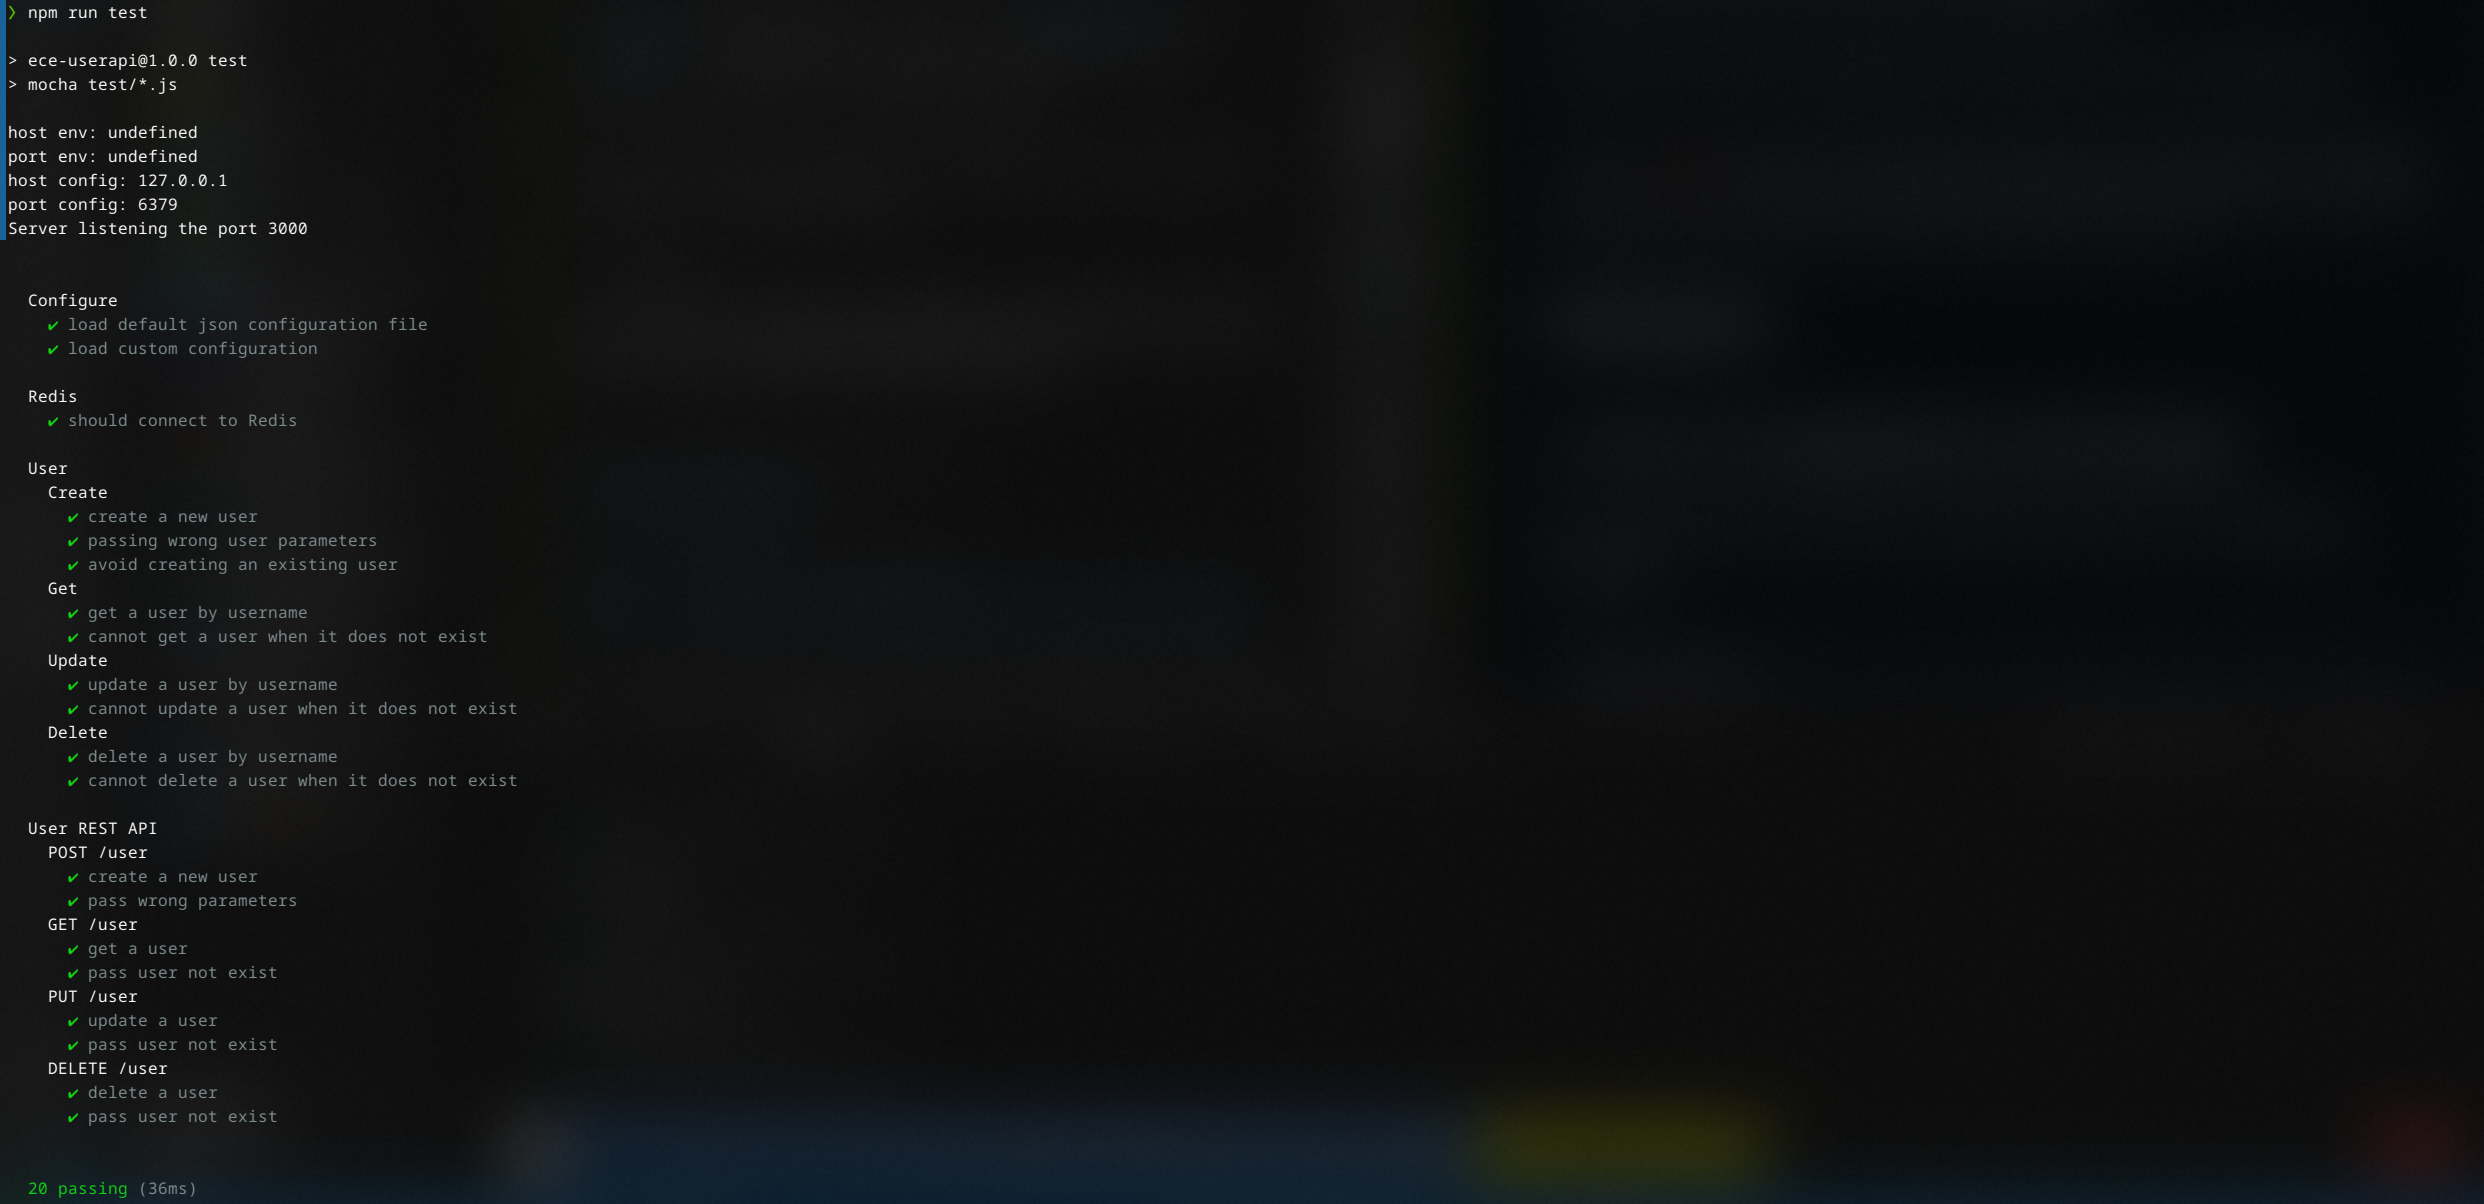 ❯ npm run test
> ece-userapi@1.0.0 test
> mocha test/*.js
host env: undefined
port env: undefined
host config: 127.0.0.1
port config: 6379
Server listening the port 3000
Configure
✔ load default json configuration file
✔ load custom configuration
Redis
✔ should connect to Redis
User
Create
✔ create a new user
✔ passing wrong user parameters
✔ avoid creating an existing user
Get
✔ get a user by username
✔ cannot get a user when it does not exist
Update
✔ update a user by username
✔ cannot update a user when it does not exist
Delete
✔ delete a user by username
✔ cannot delete a user when it does not exist
User REST API
POST /user
✔ create a new user
✔ pass wrong parameters
GET /user
✔ get a user
✔ pass user not exist
PUT /user
✔ update a user
✔ pass user not exist
DELETE /user
✔ delete a user
✔ pass user not exist
20 passing (36ms)